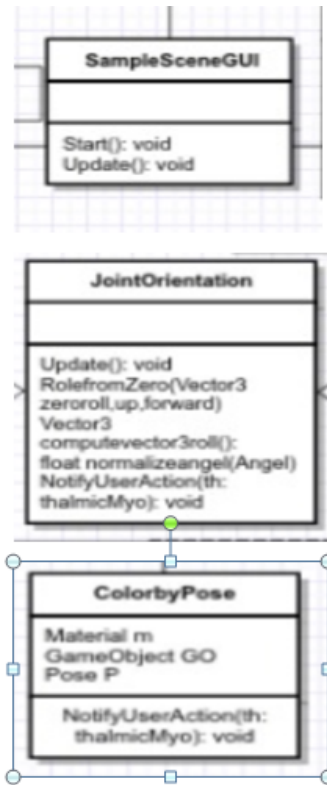 SampleSceneGUI
Start(): void
Update(): void
JointOrientation
Update(): void
RolefromZero(Vector3
zeroroll,up,forward)
Vector3
computevector3roll():
float normalizeangel(Angel)
NotifyUserAction(th:
thalmicMyo): void
ColorbyPose
Material m
GameObject GO
Pose P
NotifyUserAction(th:
thalmicMyo): void